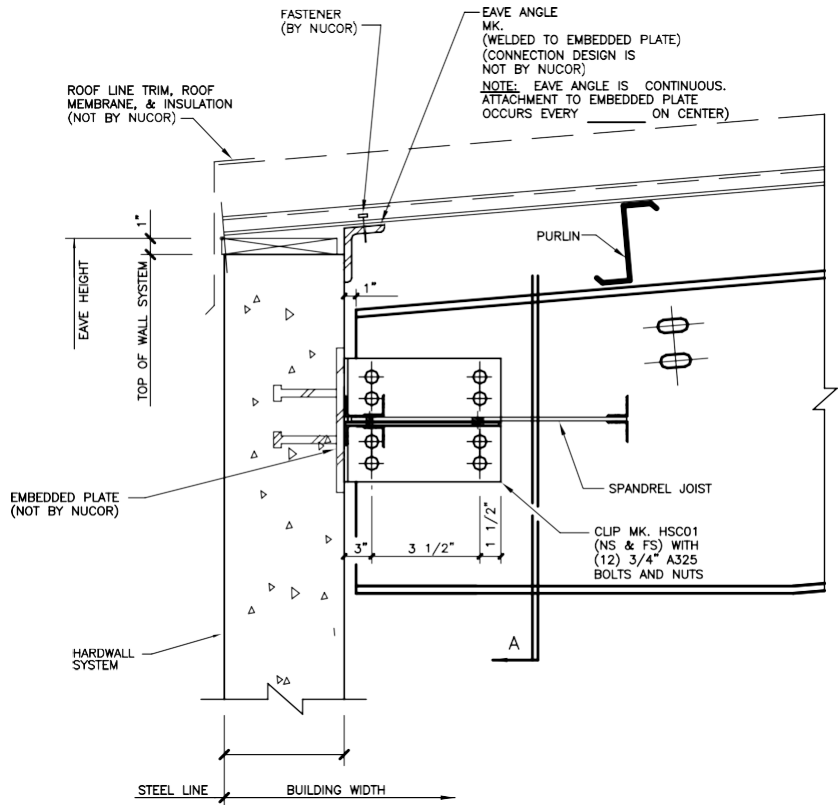 FASTENER
(BY NUCOR)
EAVE ANGLE
MK.
(WELDED TO EMBEDDED PLATE)
(CONNECTION DESIGN IS
NOT BY NUCOR)
NOTE: EAVE ANGLE IS CONTINUOUS.
ATTACHMENT TO EMBEDDED PLATE
OCCURS EVERY ______ ON CENTER)
ROOF LINE TRIM, ROOF
MEMBRANE, & INSULATION
(NOT BY NUCOR)
1"
PURLIN
EAVE HEIGHT
TOP OF WALL SYSTEM
1"
EMBEDDED PLATE
(NOT BY NUCOR)
SPANDREL JOIST
3"
3 1/2"
1 1/2"
CLIP MK. HSC01
(NS & FS) WITH
(12) 3/4" A325
BOLTS AND NUTS
A
HARDWALL
SYSTEM
STEEL LINE
BUILDING WIDTH